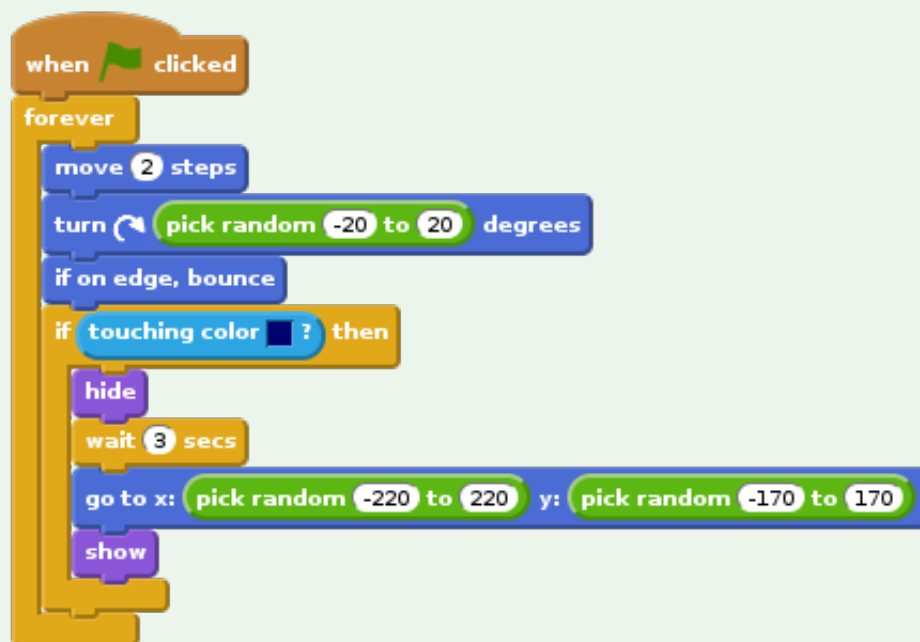 when clicked
forever
move 2 steps
turn pick random -20 to 20 degrees
if on edge, bounce
if touching color ? then
hide
wait 3 secs
go to x: pick random -220 to 220 y: pick random -170 to 170
show